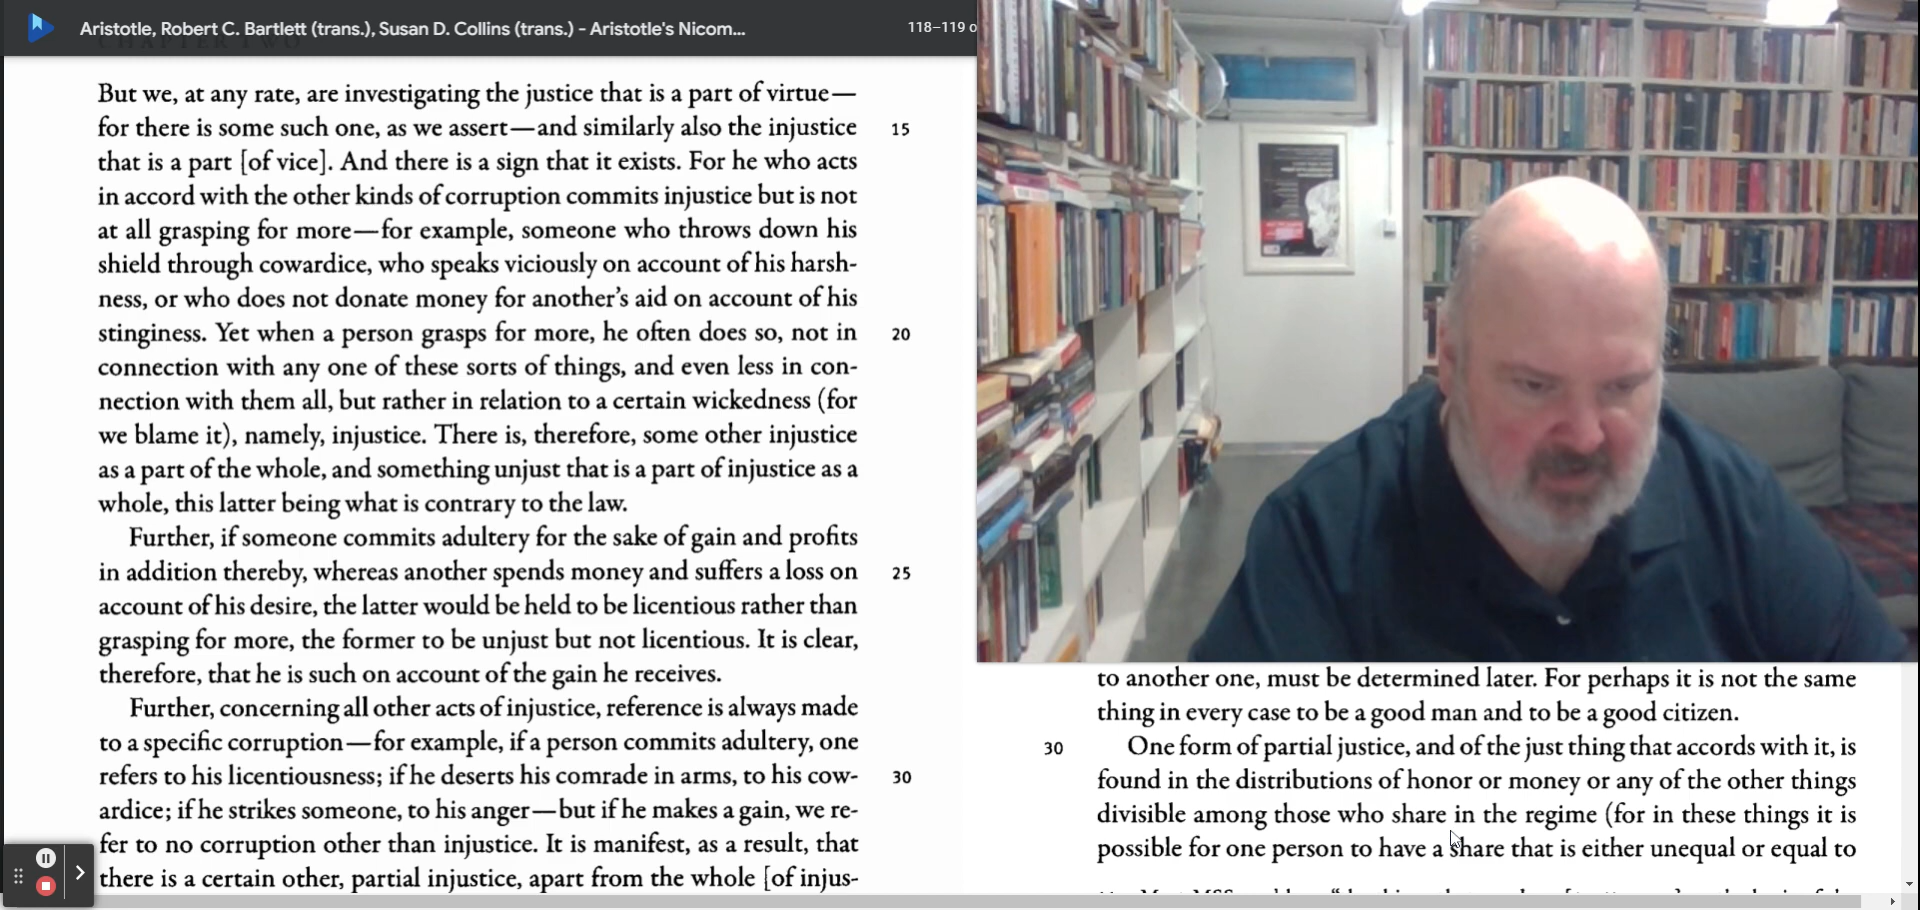 Aristotle, Robert C. Bartlett (trans.), Susan D. Collins (trans.) - Aristotle's Nicom...
118–119 o
But we, at any rate, are investigating the justice that is a part of virtue—
for there is some such one, as we assert—and similarly also the injustice 15
that is a part [of vice]. And there is a sign that it exists. For he who acts
in accord with the other kinds of corruption commits injustice but is not
at all grasping for more—for example, someone who throws down his
shield through cowardice, who speaks viciously on account of his harsh-
ness, or who does not donate money for another's aid on account of his
stinginess. Yet when a person grasps for more, he often does so, not in 20
connection with any one of these sorts of things, and even less in con-
nection with them all, but rather in relation to a certain wickedness (for
we blame it), namely, injustice. There is, therefore, some other injustice
as a part of the whole, and something unjust that is a part of injustice as a
whole, this latter being what is contrary to the law.
Further, if someone commits adultery for the sake of gain and profits
in addition thereby, whereas another spends money and suffers a loss on 25
account of his desire, the latter would be held to be licentious rather than
grasping for more, the former to be unjust but not licentious. It is clear,
therefore, that he is such on account of the gain he receives.
Further, concerning all other acts of injustice, reference is always made
to a specific corruption—for example, if a person commits adultery, one
refers to his licentiousness; if he deserts his comrade in arms, to his cow- 30
ardice; if he strikes someone, to his anger—but if he makes a gain, we re-
fer to no corruption other than injustice. It is manifest, as a result, that
there is a certain other, partial injustice, apart from the whole [of injus-
to another one, must be determined later. For perhaps it is not the same
thing in every case to be a good man and to be a good citizen.
30 One form of partial justice, and of the just thing that accords with it, is
found in the distributions of honor or money or any of the other things
divisible among those who share in the regime (for in these things it is
possible for one person to have a share that is either unequal or equal to